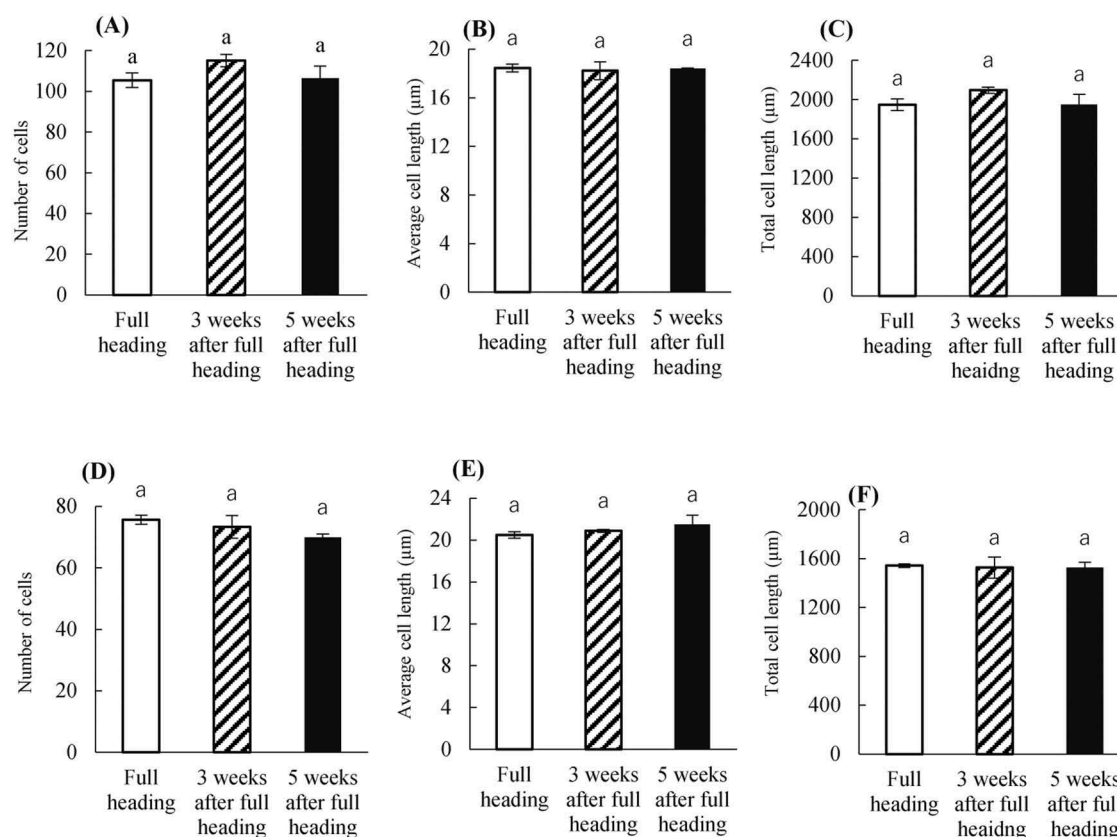 (A)
Number of cells
120
100
80
60
40
20
0
a
a
a
Full
heading
3 weeks
after full
heading
5 weeks
after full
heading
(B)
Average cell length (μm)
20
16
12
8
4
0
a
a
a
Full
heading
3 weeks
after full
heading
5 weeks
after full
heading
(C)
Total cell length (μm)
2400
2000
1600
1200
800
400
0
a
a
a
Full
heading
3 weeks
after full
heaidng
5 weeks
after full
heading
(D)
Number of cells
80
60
40
20
0
a
a
a
Full
heading
3 weeks
after full
heading
5 weeks
after full
heading
(E)
Average cell length (μm)
24
20
16
12
8
4
0
a
a
a
Full
heading
3 weeks
after full
heading
5 weeks
after full
heading
(F)
Total cell length (μm)
2000
1600
1200
800
400
0
a
a
a
Full
heading
3 weeks
after full
heaidng
5 weeks
after full
heading